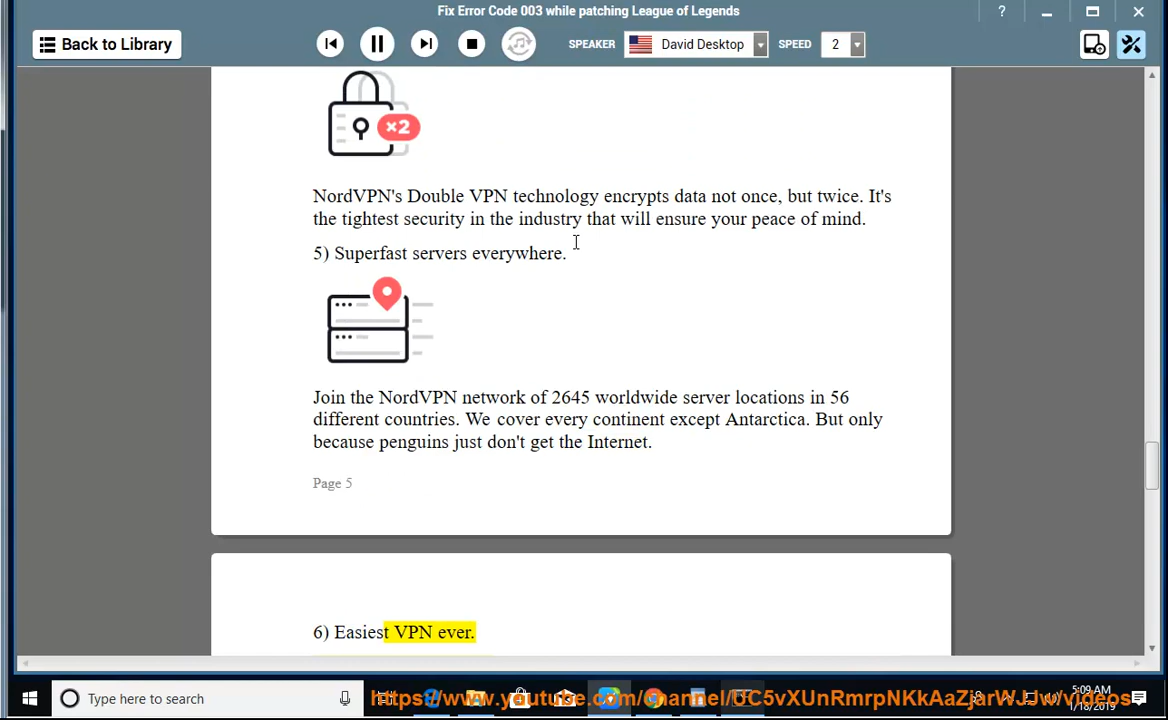 Fix Error Code 003 while patching League of Legends
?
Back to Library
SPEAKER
David Desktop
SPEED
2
×2
NordVPN's Double VPN technology encrypts data not once, but twice. It's
the tightest security in the industry that will ensure your peace of mind.
5) Superfast servers everywhere.
Join the NordVPN network of 2645 worldwide server locations in 56
different countries. We cover every continent except Antarctica. But only
because penguins just don't get the Internet.
Page 5
6) Easiest VPN ever.
Type here to search
5:09 AM
1/18/2019